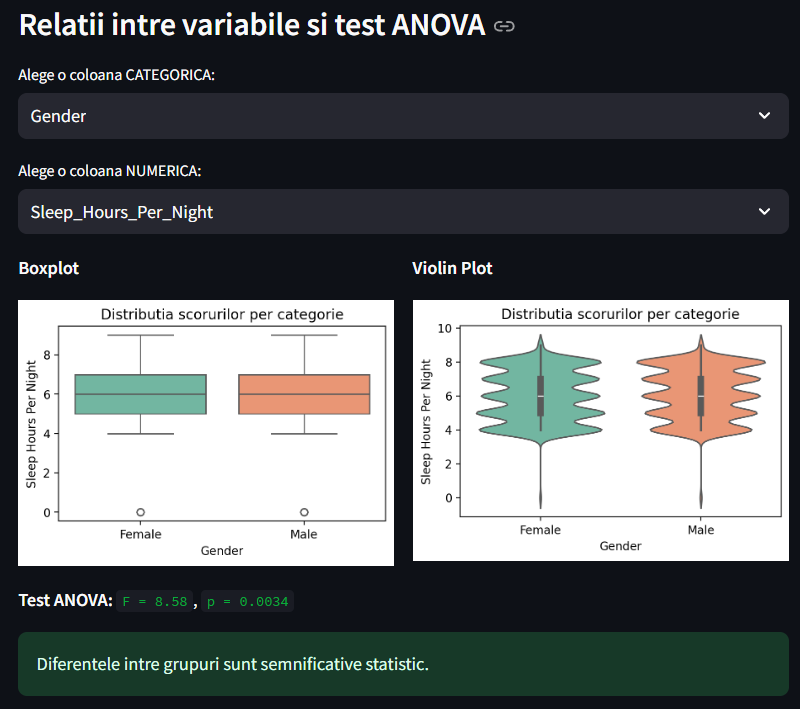 Relatii intre variabile si test ANOVA
Alege o coloana CATEGORICA:
Gender
Alege o coloana NUMERICA:
Sleep_Hours_Per_Night
Boxplot
Distributia scorurilor per categorie
Sleep Hours Per Night
8
6
4
2
0
Female Male
Gender
Violin Plot
Distributia scorurilor per categorie
Sleep Hours Per Night
10
8
6
4
2
0
Female Male
Gender
Test ANOVA: F = 8.58, p = 0.0034
Diferentele intre grupuri sunt semnificative statistic.